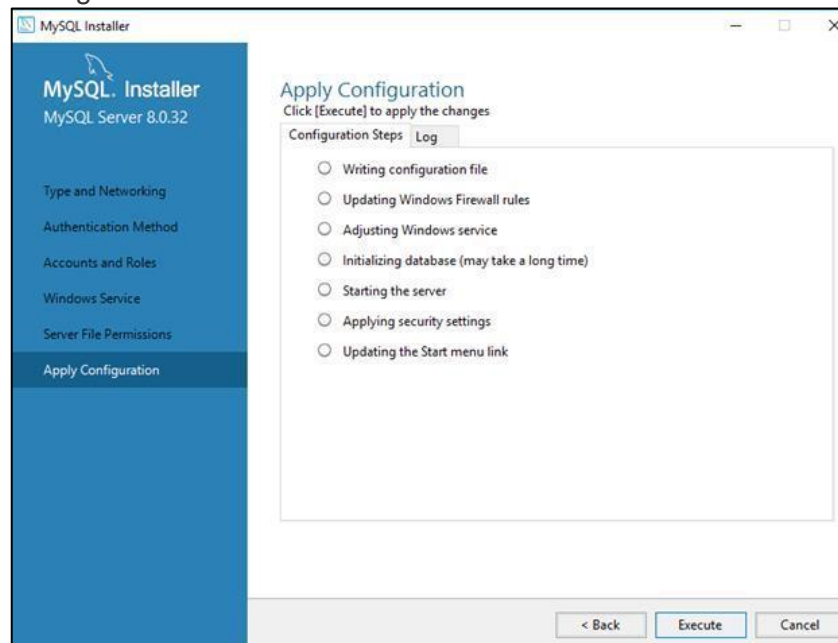 MySQL Installer
MySQL. Installer
MySQL Server 8.0.32
Type and Networking
Authentication Method
Accounts and Roles
Windows Service
Server File Permissions
Apply Configuration
Apply Configuration
Click [Execute] to apply the changes
Configuration Steps Log
Writing configuration file
Updating Windows Firewall rules
Adjusting Windows service
Initializing database (may take a long time)
Starting the server
Applying security settings
Updating the Start menu link
< Back Execute Cancel